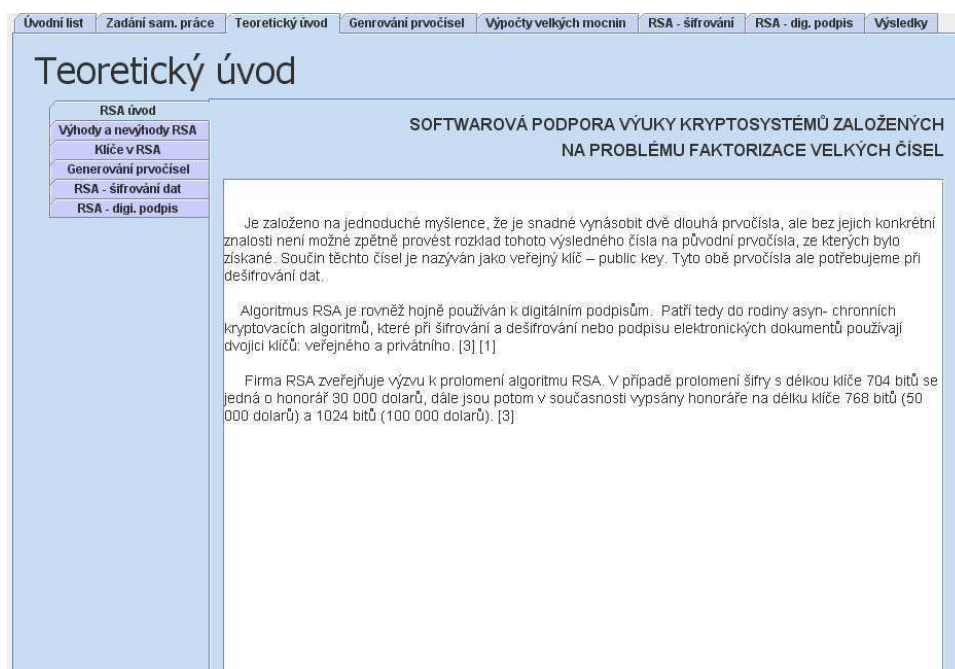 Úvodní list Zadání sam. práce Teoretický úvod Genrování prvočísel Výpočty velkých mocnin RSA - šifrování RSA - dig. podpis Výsledky
Teoretický úvod
RSA úvod
Výhody a nevýhody RSA
Klíče v RSA
Generování prvočísel
RSA - šifrování dat
RSA - digi. podpis
SOFTWAROVÁ PODPORA VÝUKY KRYPTOSYSTÉMŮ ZALOŽENÝCH
NA PROBLÉMU FAKTORIZACE VELKÝCH ČÍSEL
Je založeno na jednoduché myšlence, že je snadné vynásobit dvě dlouhá prvočísla, ale bez jejich konkrétní
znalosti není možné zpětně provést rozklad tohoto výsledného čísla na původní prvočísla, ze kterých bylo
získané. Součin těchto čísel je nazýván jako veřejný klíč – public key. Tyto obě prvočísla ale potřebujeme při
dešifrování dat.
Algoritmus RSA je rovněž hojně používán k digitálním podpisům. Patří tedy do rodiny asyn- chronních
kryptovacích algoritmů, které při šifrování a dešifrování nebo podpisu elektronických dokumentů používají
dvojici klíčů: veřejného a privátního. [3] [1]
Firma RSA zveřejňuje výzvu k prolomení algoritmu RSA. V případě prolomení šifry s délkou klíče 704 bitů se
jedná o honorář 30 000 dolarů, dále jsou potom v současnosti vypsány honoráře na délku klíče 768 bitů (50
000 dolarů) a 1024 bitů (100 000 dolarů). [3]